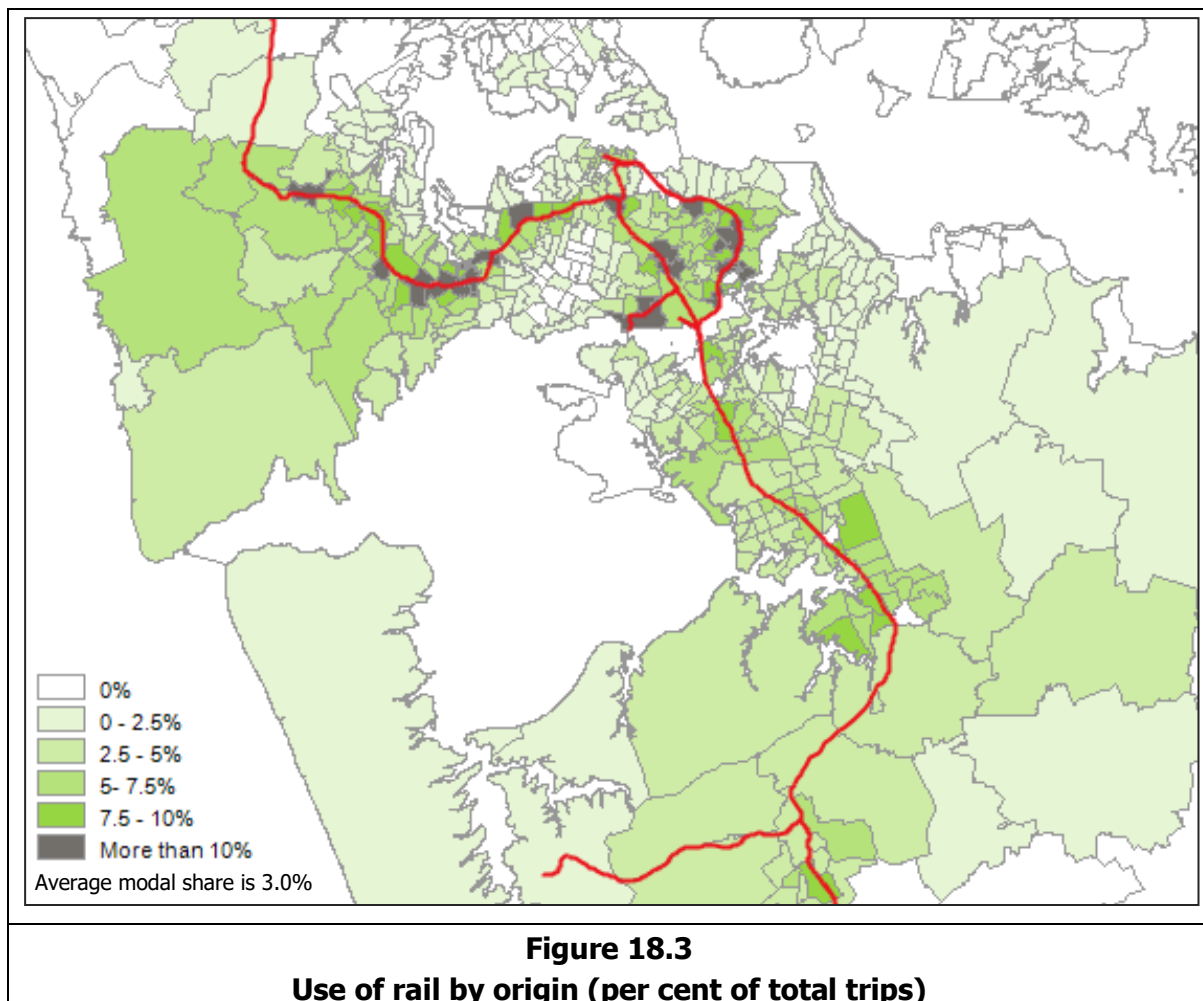 0%
0 - 2.5%
2.5 - 5%
5- 7.5%
7.5 - 10%
More than 10%
Average modal share is 3.0%
Figure 18.3
Use of rail by origin (per cent of total trips)